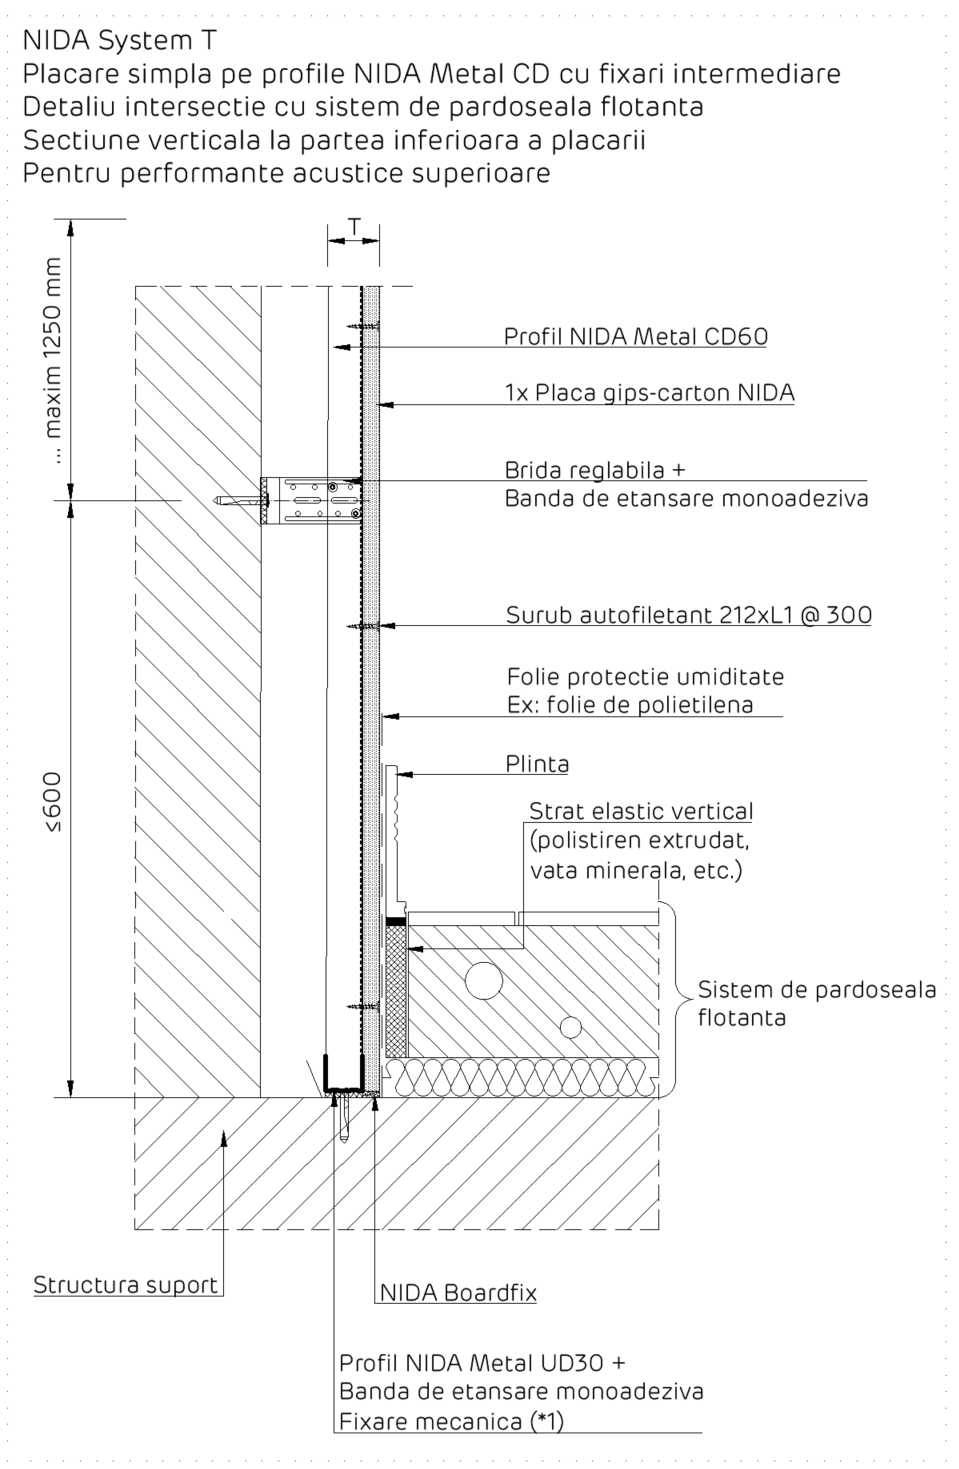 NIDA System T
Placare simpla pe profile NIDA Metal CD cu fixari intermediare
Detaliu intersectie cu sistem de pardoseala flotanta
Sectiune verticala la partea inferioara a placarii
Pentru performante acustice superioare
T
... maxim 1250 mm
Profil NIDA Metal CD60
1x Placa gips-carton NIDA
Brida reglabila +
Banda de etansare monoadeziva
Surub autofiletant 212xL1 @ 300
Folie protectie umiditate
Ex: folie de polietilena
Plinta
≤600
Strat elastic vertical
(polistiren extrudat,
vata minerala, etc.)
Sistem de pardoseala
flotanta
Structura suport
NIDA Boardfix
Profil NIDA Metal UD30 +
Banda de etansare monoadeziva
Fixare mecanica (*1)